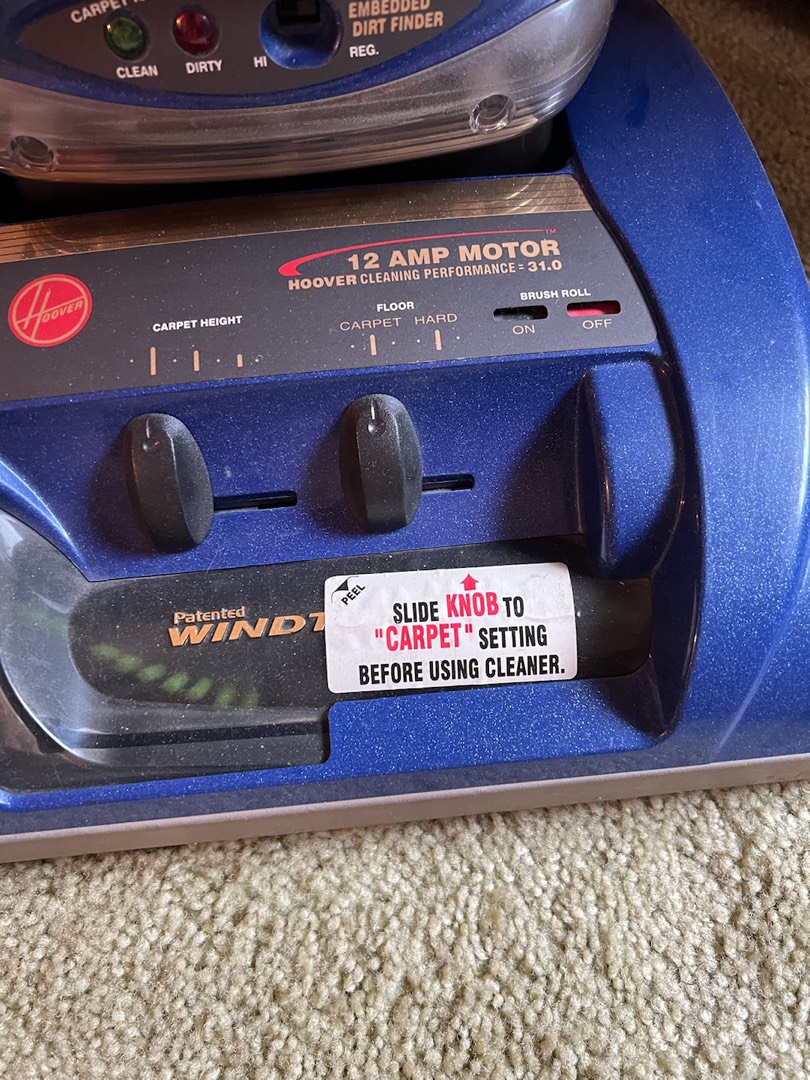 CARPET
EMBEDDED
DIRT FINDER
CLEAN DIRTY HI REG.
™
12 AMP MOTOR
HOOVER CLEANING PERFORMANCE = 31.0
HOOVER
CARPET HEIGHT
FLOOR
CARPET HARD
BRUSH ROLL
ON OFF
Patented
PEEL
SLIDE KNOB TO
"CARPET" SETTING
BEFORE USING CLEANER.